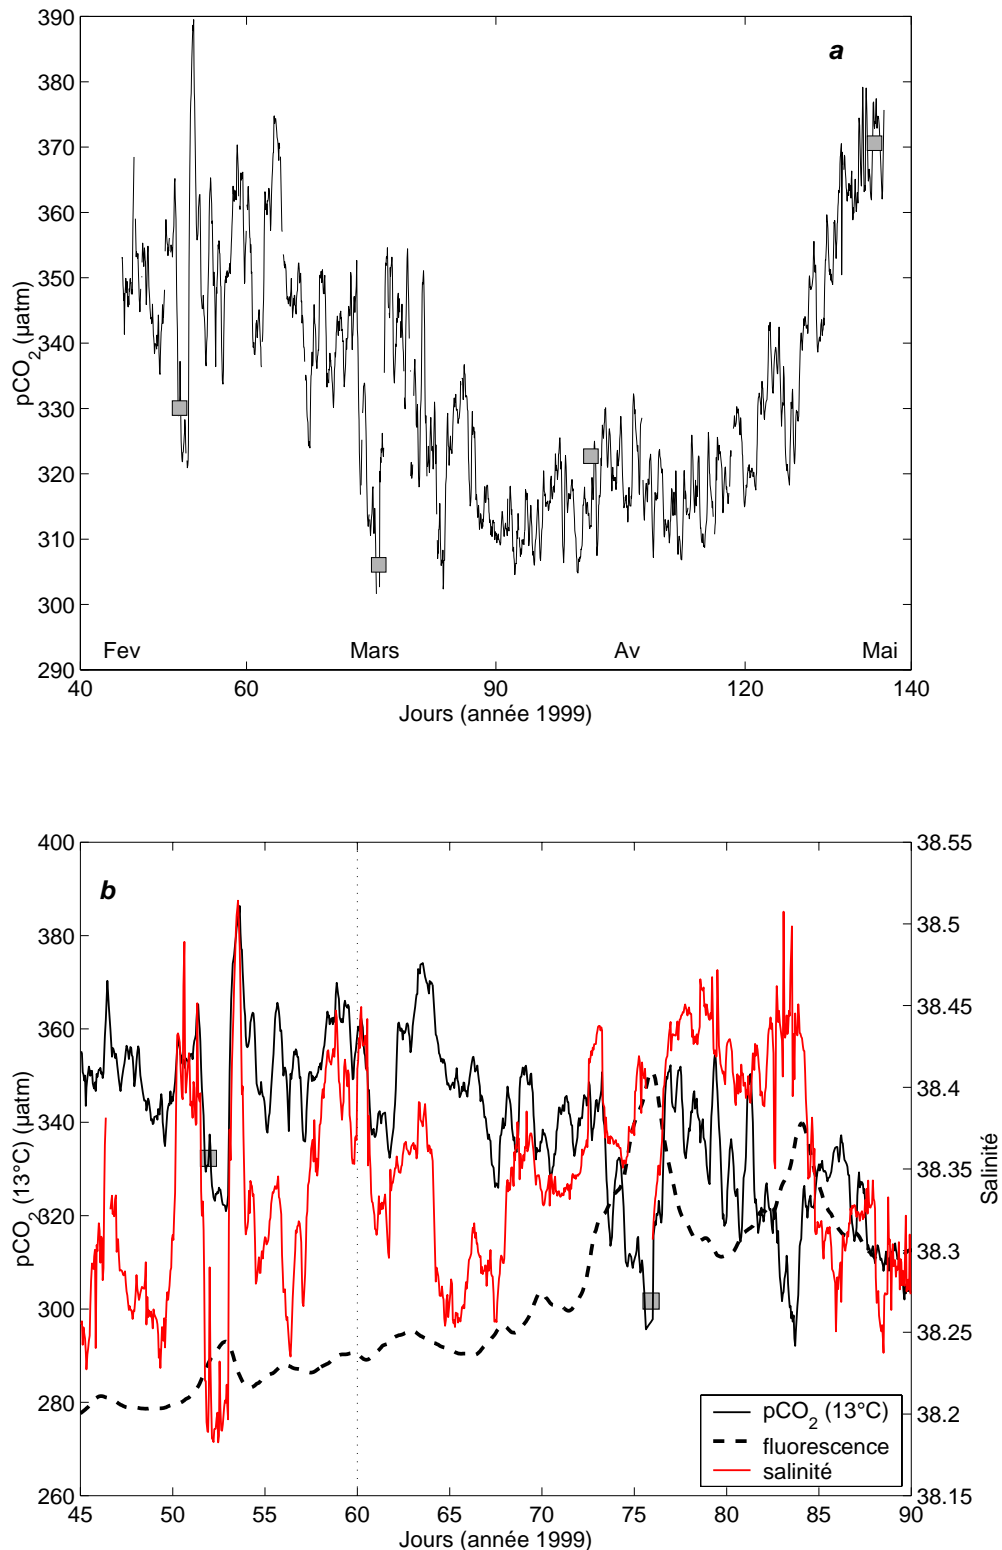 390
380
370
360
350
340
330
320
310
300
290
pCO2 (µatm)
a
Fev Mars Av Mai
40 60 90 120 140
Jours (année 1999)
400
380
360
340
320
300
280
260
pCO2 (13°C) (µatm)
b
38.55
38.5
38.45
38.4
38.35
38.3
38.25
38.2
38.15
Salinité
pCO2 (13°C)
fluorescence
salinité
45 50 55 60 65 70 75 80 85 90
Jours (année 1999)